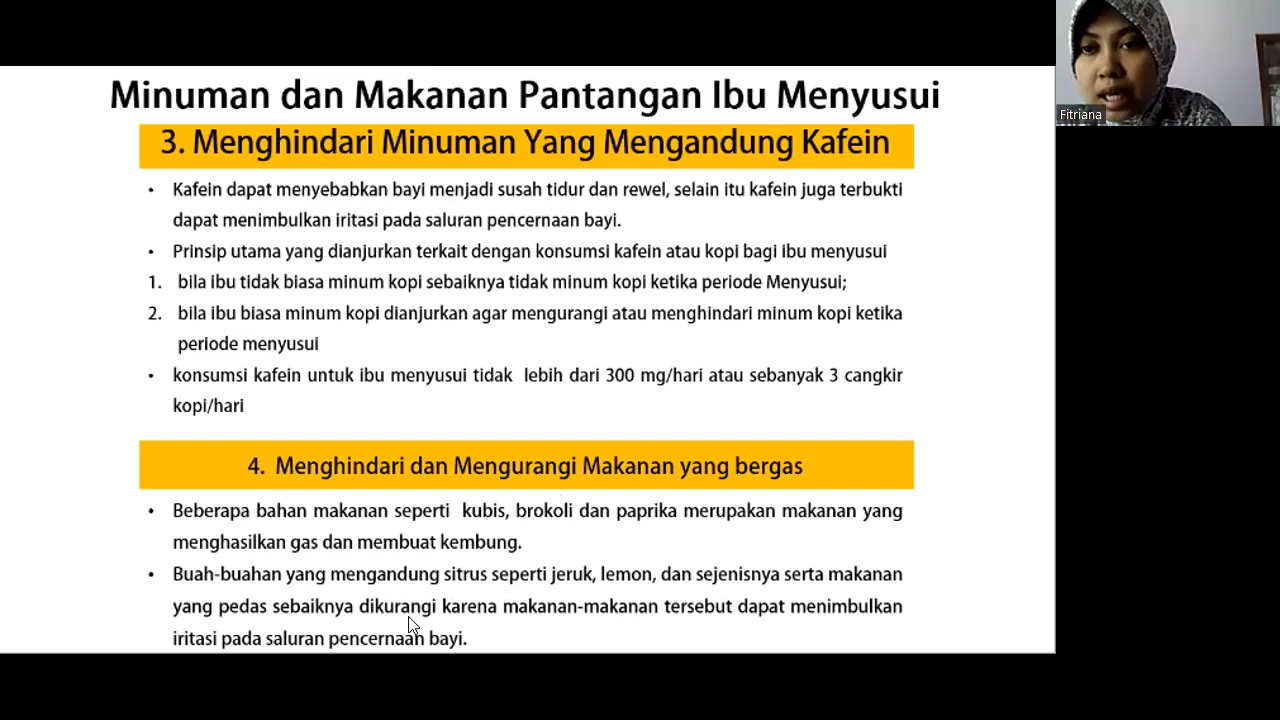 Minuman dan Makanan Pantangan Ibu Menyusui
3. Menghindari Minuman Yang Mengandung Kafein
• Kafein dapat menyebabkan bayi menjadi susah tidur dan rewel, selain itu kafein juga terbukti
dapat menimbulkan iritasi pada saluran pencernaan bayi.
• Prinsip utama yang dianjurkan terkait dengan konsumsi kafein atau kopi bagi ibu menyusui
1. bila ibu tidak biasa minum kopi sebaiknya tidak minum kopi ketika periode Menyusui;
2. bila ibu biasa minum kopi dianjurkan agar mengurangi atau menghindari minum kopi ketika
periode menyusui
• konsumsi kafein untuk ibu menyusui tidak lebih dari 300 mg/hari atau sebanyak 3 cangkir
kopi/hari
4. Menghindari dan Mengurangi Makanan yang bergas
• Beberapa bahan makanan seperti kubis, brokoli dan paprika merupakan makanan yang
menghasilkan gas dan membuat kembung.
• Buah-buahan yang mengandung sitrus seperti jeruk, lemon, dan sejenisnya serta makanan
yang pedas sebaiknya dikurangi karena makanan-makanan tersebut dapat menimbulkan
iritasi pada saluran pencernaan bayi.
Fitriana